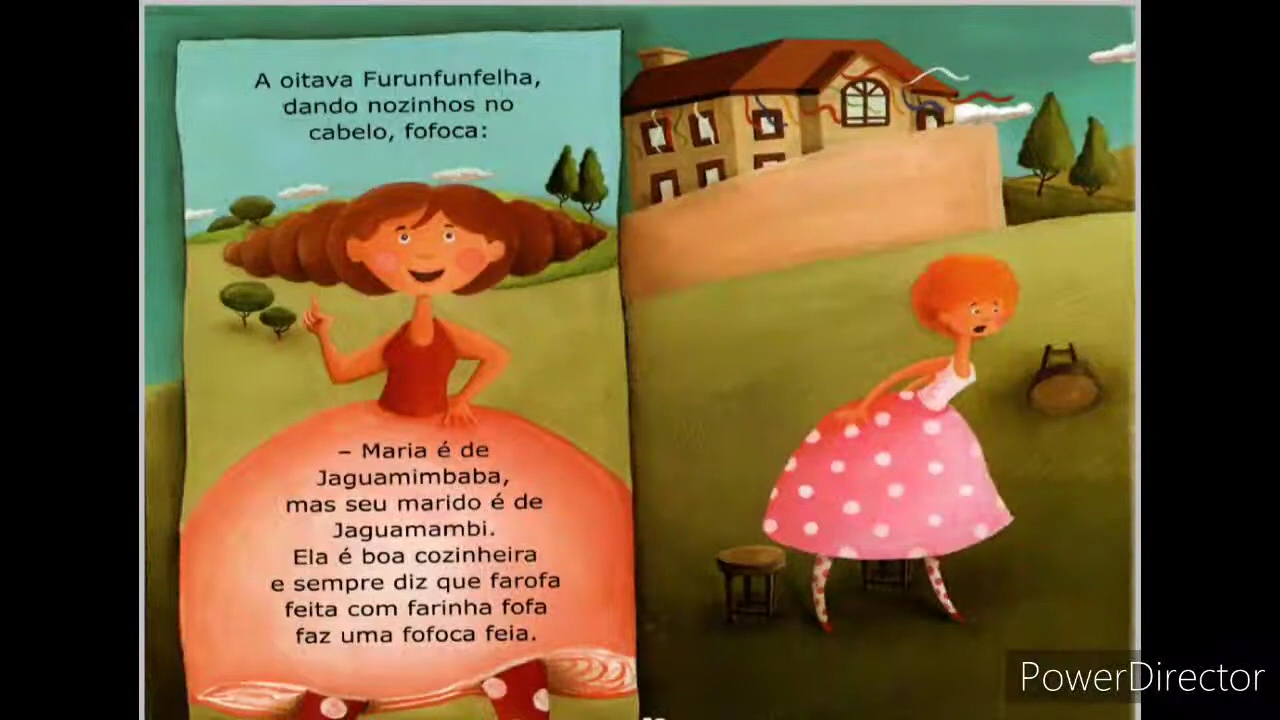 A oitava Furunfunfelha,
dando nozinhos no
cabelo, fofoca:
– Maria é de
Jaguamimbaba,
mas seu marido é de
Jaguamambi.
Ela é boa cozinheira
e sempre diz que farofa
feita com farinha fofa
faz uma fofoca feia.
PowerDirector